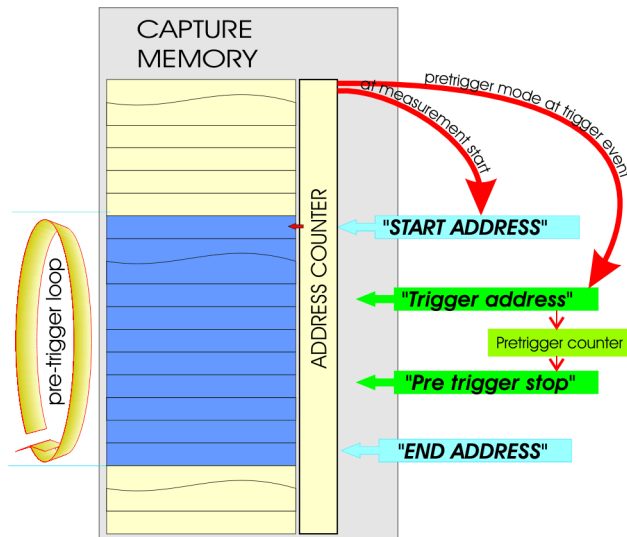 CAPTURE
MEMORY
pretrigger mode at trigger event
at measurement start
"START ADDRESS"
ADDRESS COUNTER
pre-trigger loop
"Trigger address"
Pretrigger counter
"Pre trigger stop"
"END ADDRESS"